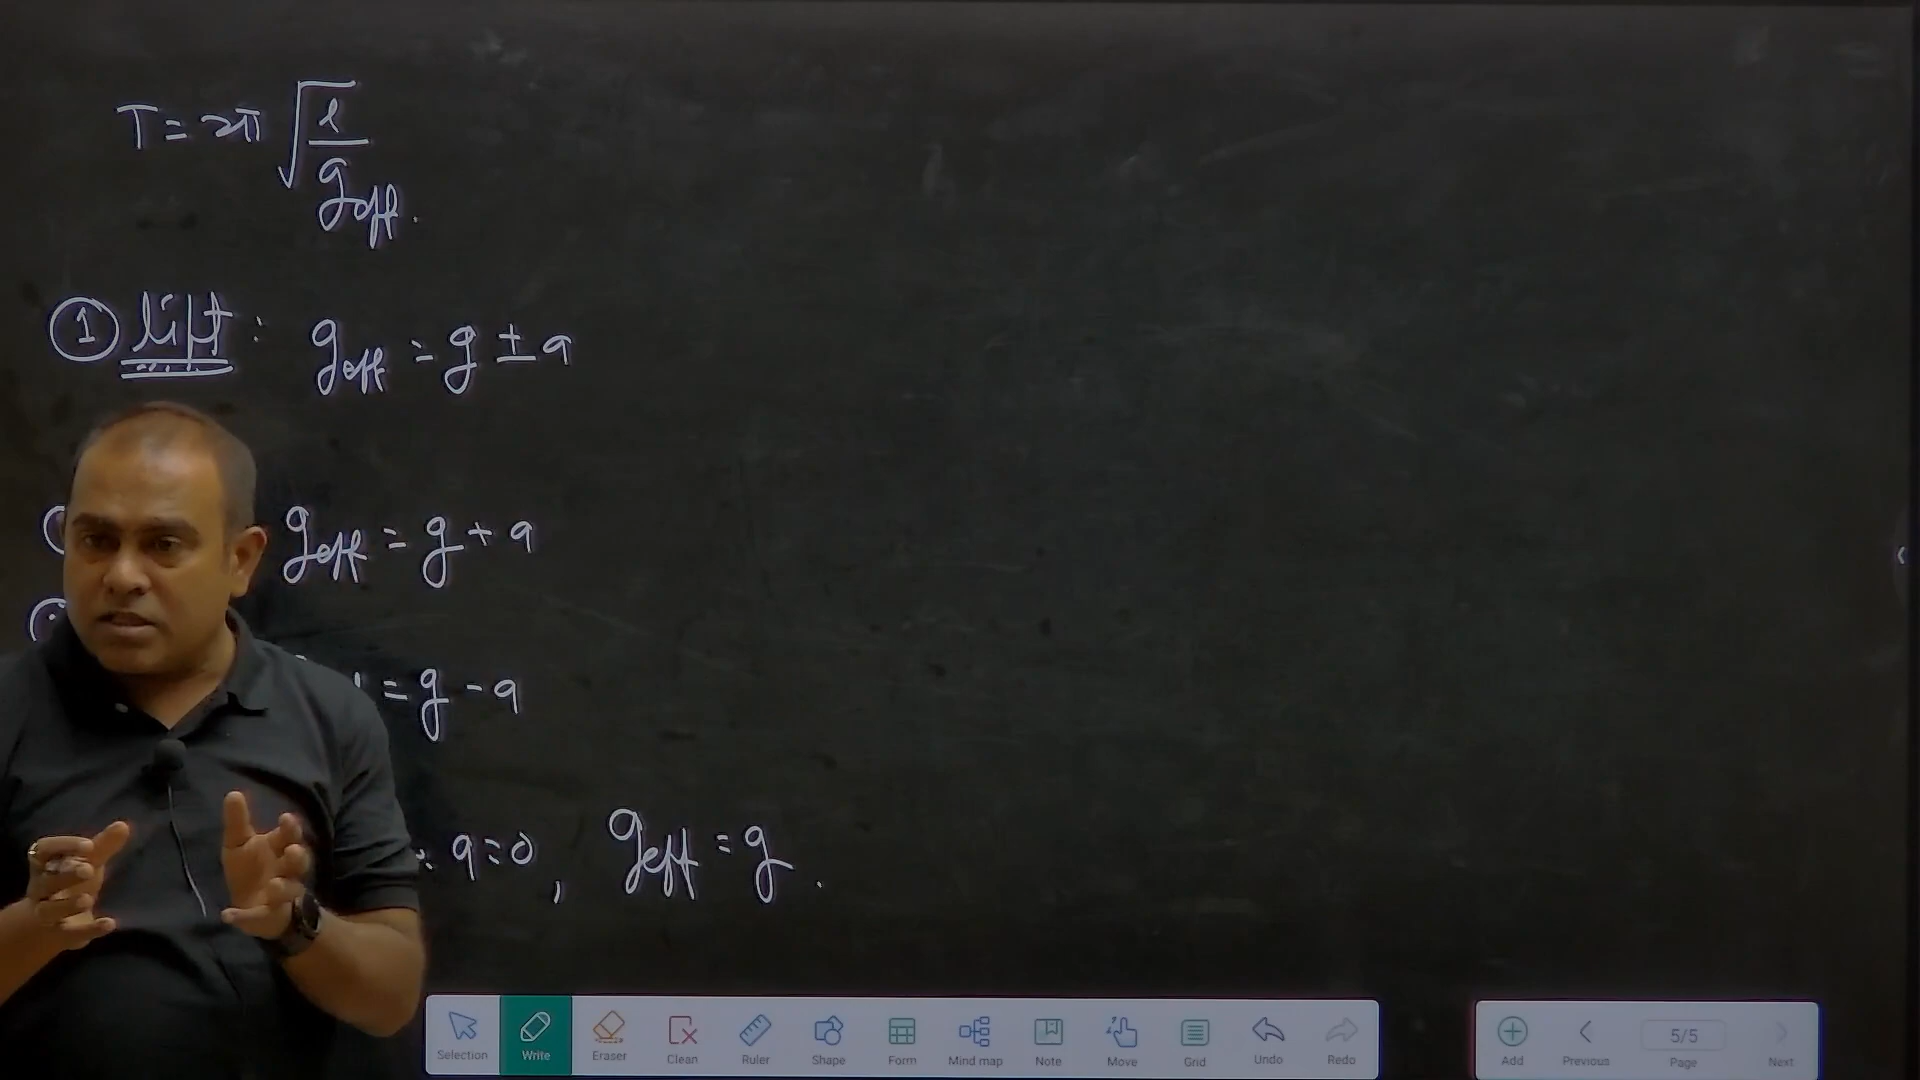 T = 2π √(l / g_eff).
① lift : g_eff = g ± a
g_eff = g + a
= g - a
∴ a = 0 , g_eff = g .
Selection Write Eraser Clean Ruler Shape Form Mind map Note Move Grid Undo Redo Add Previous 5/5 Page Next